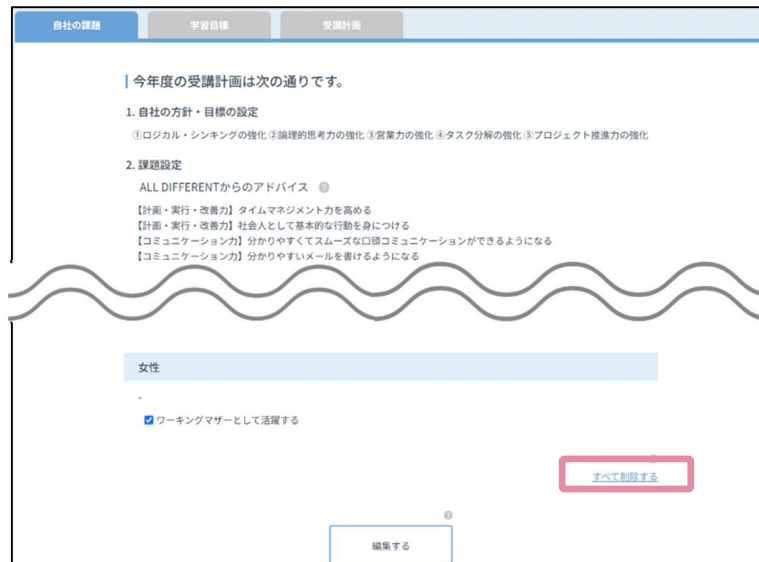 自社の課題
学習目標
受講計画
今年度の受講計画は次の通りです。
1. 自社の方針・目標の設定
①ロジカル・シンキングの強化 ②論理的思考力の強化 ③営業力の強化 ④タスク分解の強化 ⑤プロジェクト推進力の強化
2. 課題設定
ALL DIFFERENTからのアドバイス ?
【計画・実行・改善力】タイムマネジメント力を高める
【計画・実行・改善力】社会人として基本的な行動を身につける
【コミュニケーション力】分かりやすくてスムーズな口頭コミュニケーションができるようになる
【コミュニケーション力】分かりやすいメールを書けるようになる
女性
-
ワーキングマザーとして活躍する
すべて削除する
?
編集する